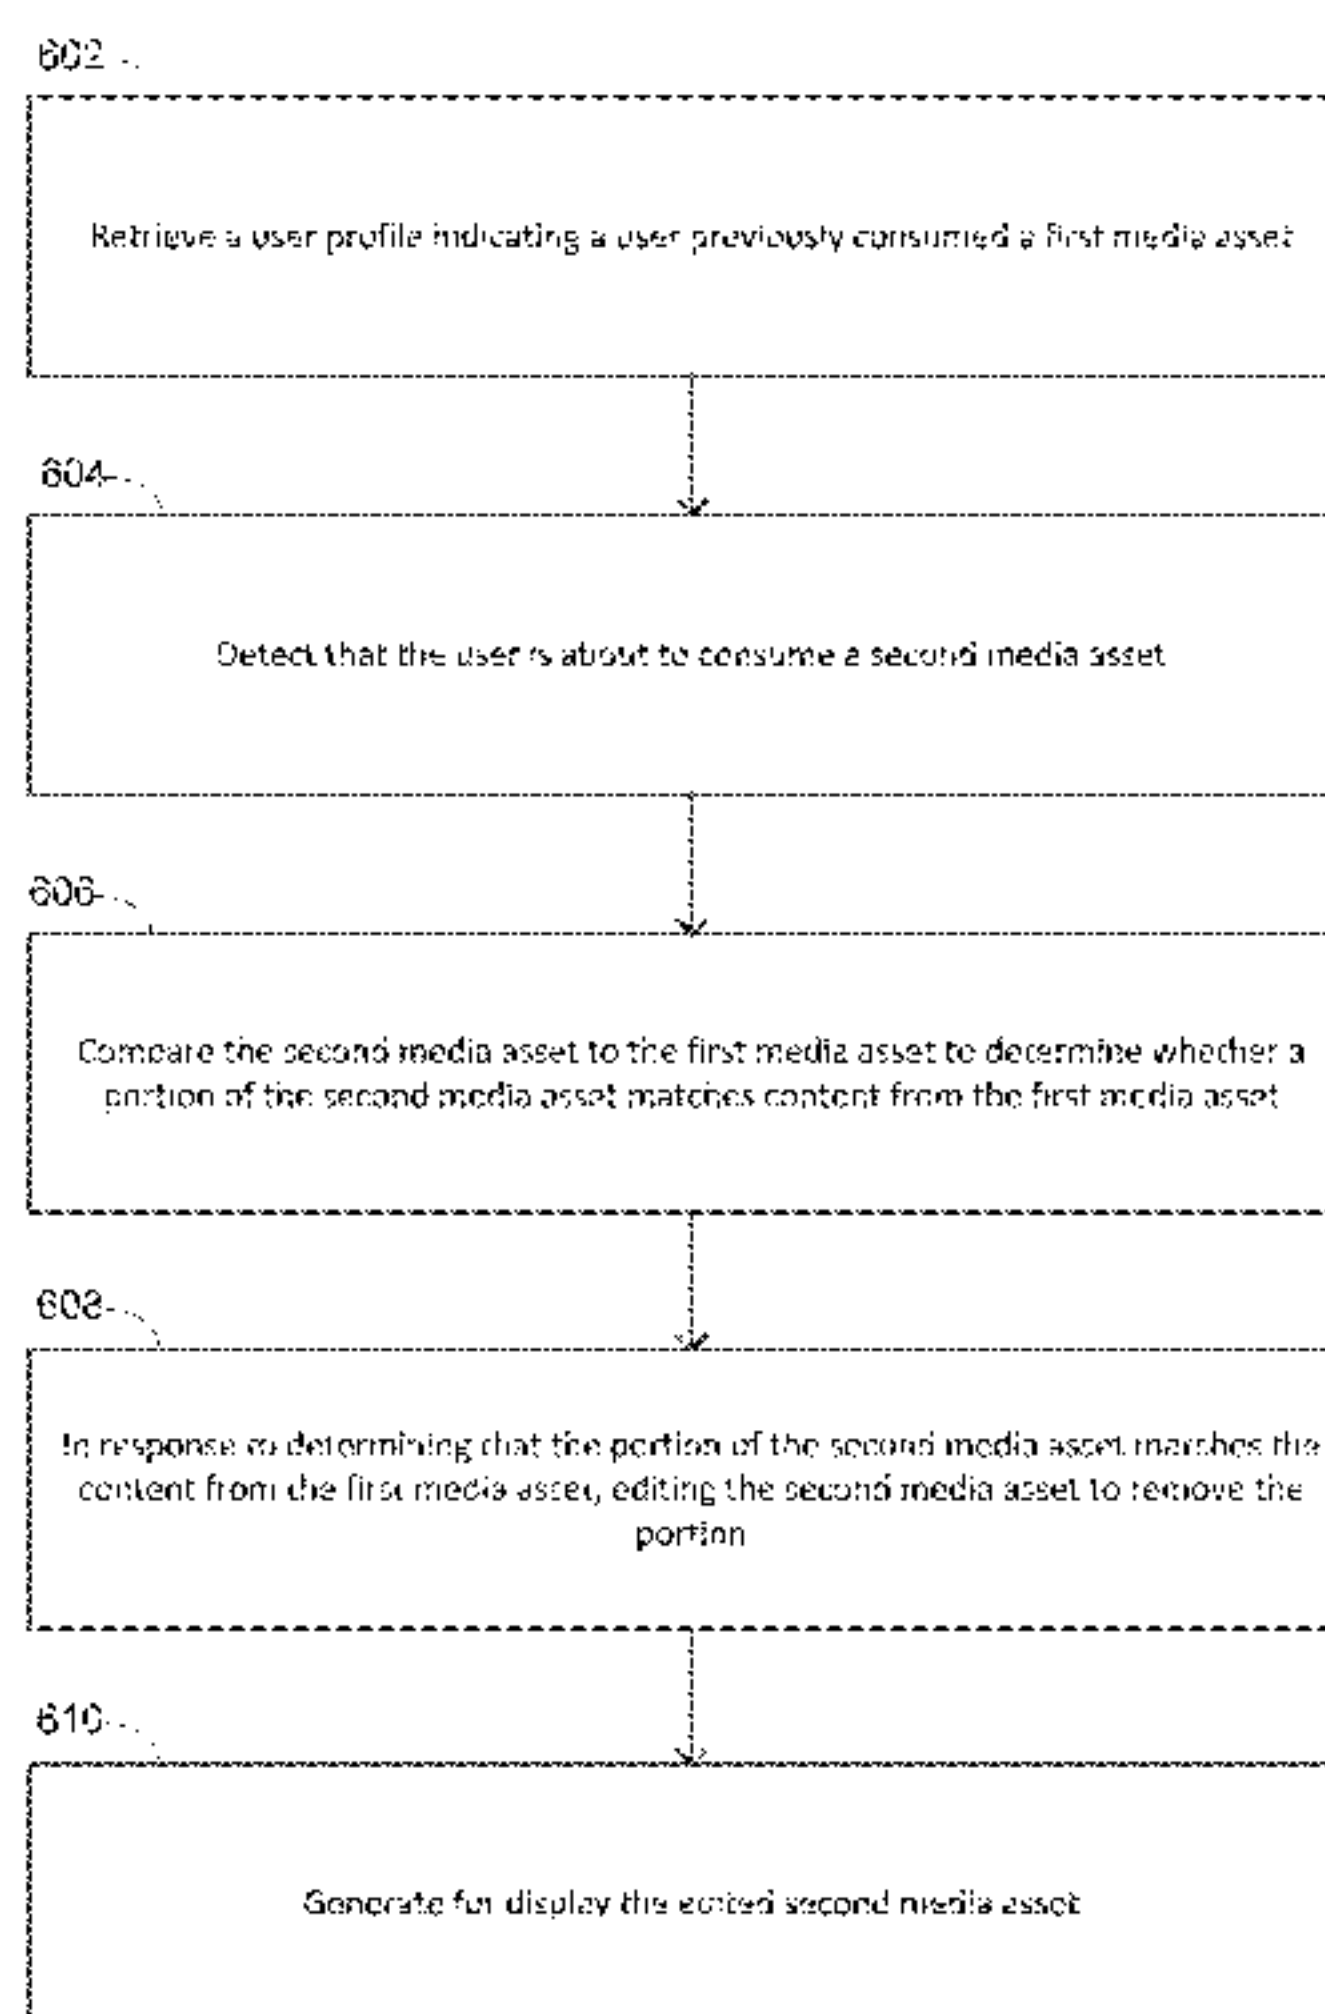 602
Retrieve a user profile indicating a user previously consumed a first media asset
604
Detect that the user is about to consume a second media asset
606
Compare the second media asset to the first media asset to determine whether a
portion of the second media asset matches content from the first media asset
608
In response to determining that the portion of the second media asset matches the
content from the first media asset, editing the second media asset to remove the
portion
610
Generate for display the edited second media asset